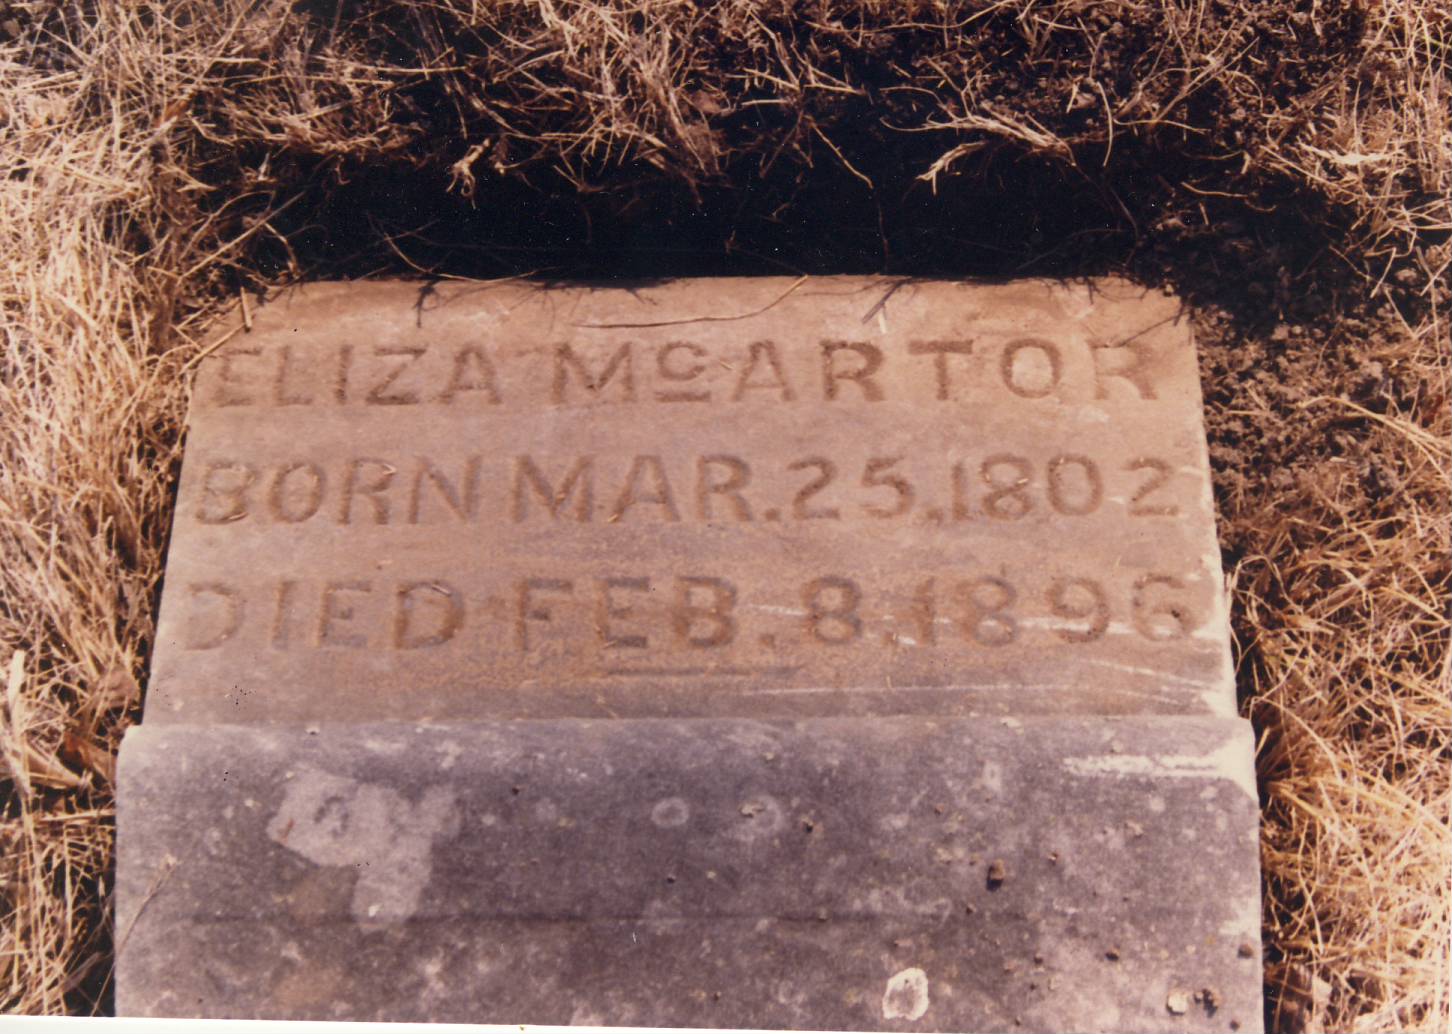 ELIZA McARTOR
BORN MAR. 25, 1802
DIED FEB. 8, 1896